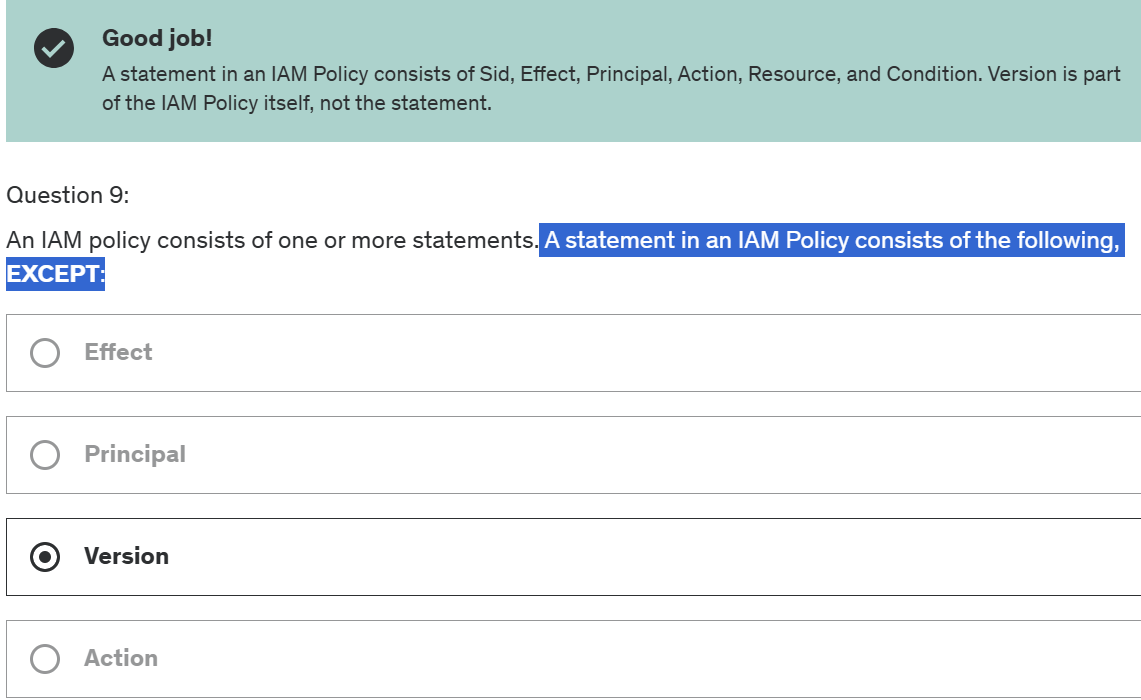 Good job!
A statement in an IAM Policy consists of Sid, Effect, Principal, Action, Resource, and Condition. Version is part
of the IAM Policy itself, not the statement.
Question 9:
An IAM policy consists of one or more statements. A statement in an IAM Policy consists of the following,
EXCEPT:
Effect
Principal
Version
Action